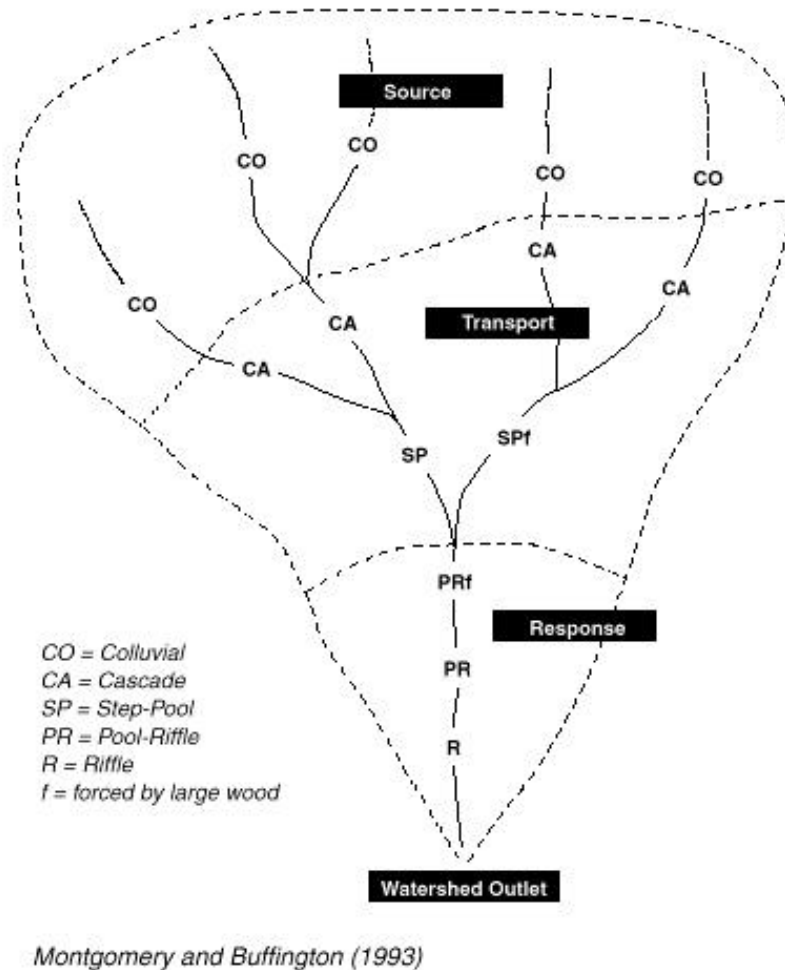 Source
CO
CO
CO
CO
CA
CO
CA
CA
Transport
CA
SPf
SP
PRf
Response
CO = Colluvial
PR
CA = Cascade
SP = Step-Pool
PR = Pool-Riffle
R
R = Riffle
f = forced by large wood
Watershed Outlet
Montgomery and Buffington (1993)